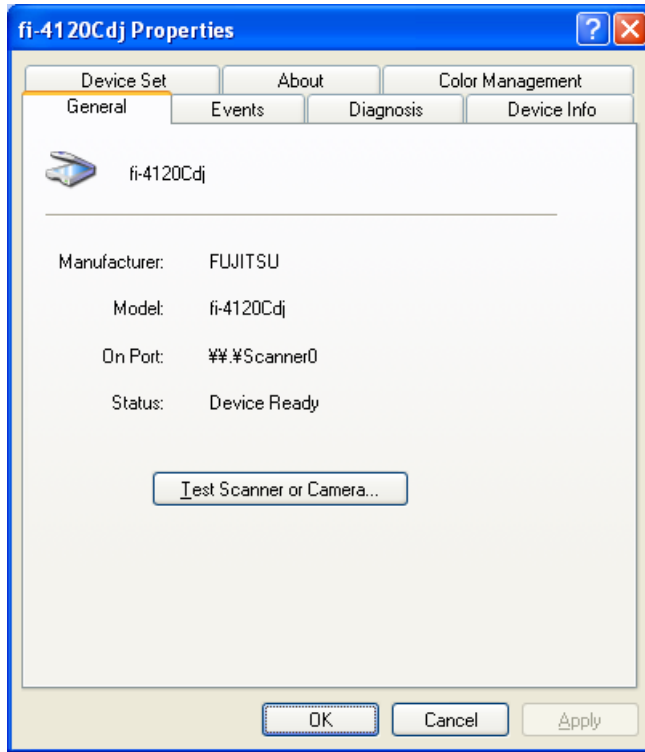 fi-4120Cdj Properties
Device Set About Color Management
General Events Diagnosis Device Info
fi-4120Cdj
Manufacturer: FUJITSU
Model: fi-4120Cdj
On Port: ¥¥.¥Scanner0
Status: Device Ready
Test Scanner or Camera...
OK Cancel Apply